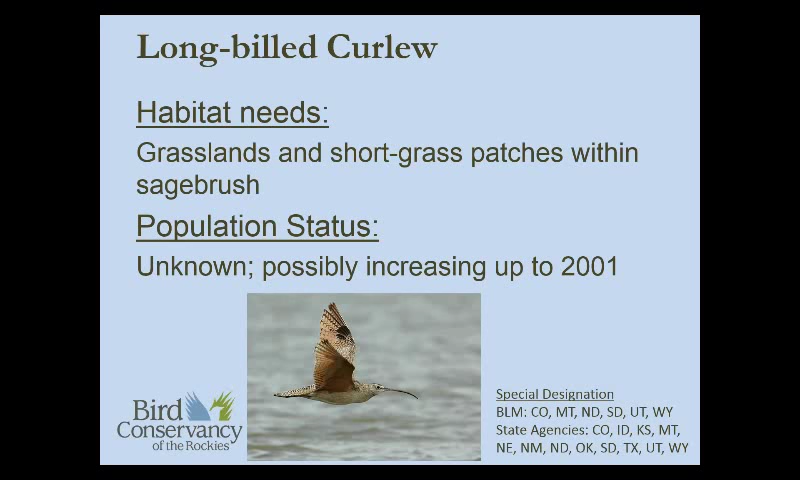 Long-billed Curlew
Habitat needs:
Grasslands and short-grass patches within
sagebrush
Population Status:
Unknown; possibly increasing up to 2001
Bird
Conservancy
of the Rockies
Special Designation
BLM: CO, MT, ND, SD, UT, WY
State Agencies: CO, ID, KS, MT,
NE, NM, ND, OK, SD, TX, UT, WY